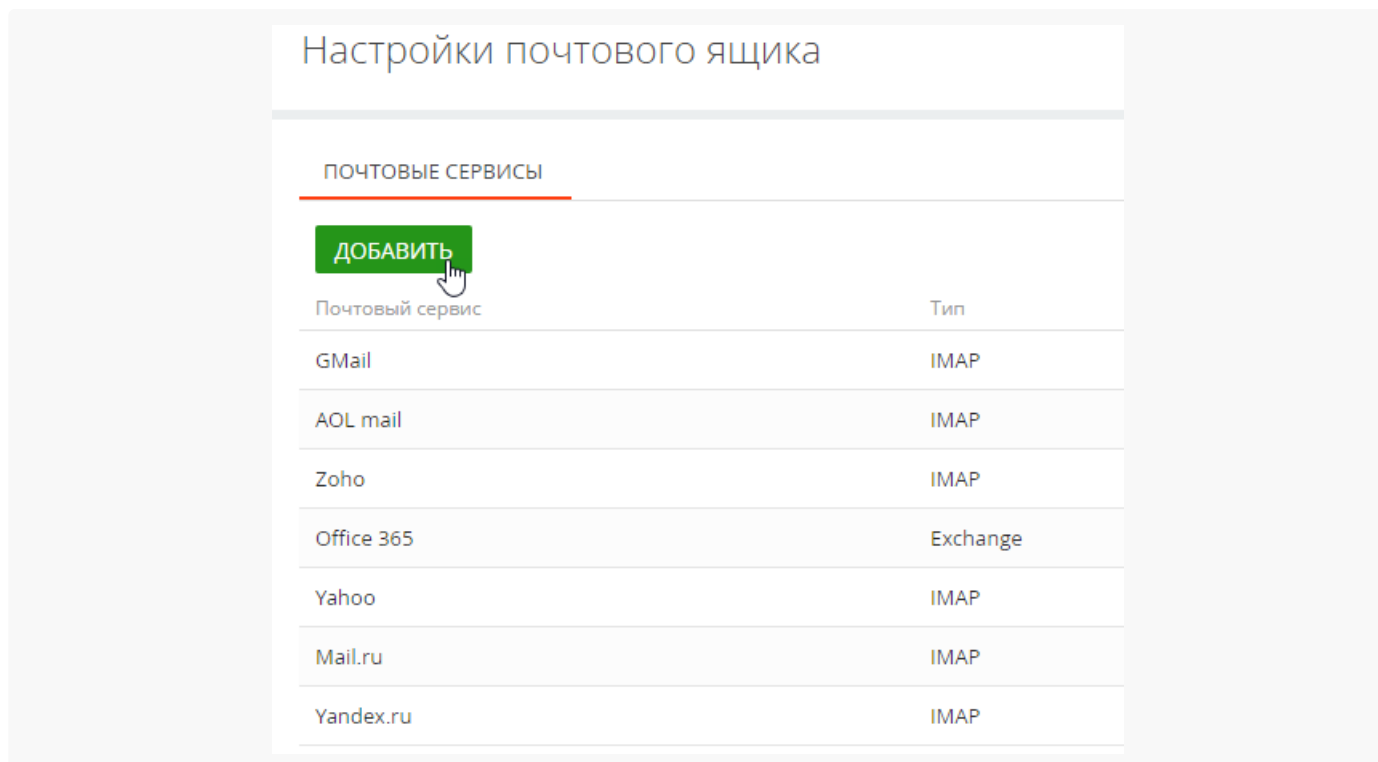 Настройки почтового ящика
ПОЧТОВЫЕ СЕРВИСЫ
ДОБАВИТЬ
Почтовый сервис Тип
GMail IMAP
AOL mail IMAP
Zoho IMAP
Office 365 Exchange
Yahoo IMAP
Mail.ru IMAP
Yandex.ru IMAP